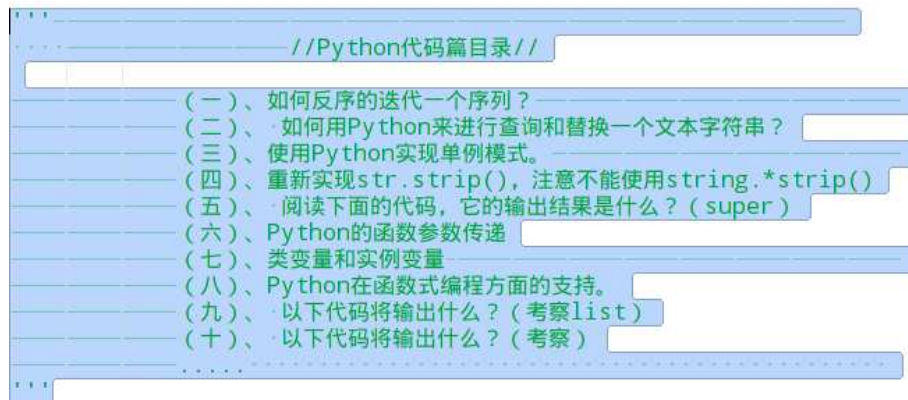 '''
//Python代码篇目录//
(一)、如何反序的迭代一个序列？
(二)、 如何用Python来进行查询和替换一个文本字符串？
(三)、使用Python实现单例模式。
(四)、重新实现str.strip()，注意不能使用string.*strip()
(五)、 阅读下面的代码，它的输出结果是什么？(super)
(六)、Python的函数参数传递
(七)、类变量和实例变量
(八)、Python在函数式编程方面的支持。
(九)、 以下代码将输出什么？(考察list)
(十)、 以下代码将输出什么？(考察)
.....
'''